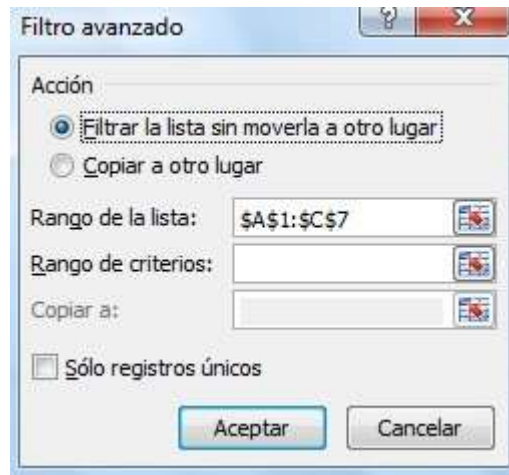 Filtro avanzado
?
Acción
Filtrar la lista sin moverla a otro lugar
Copiar a otro lugar
Rango de la lista: $A$1:$C$7
Rango de criterios:
Copiar a:
Sólo registros únicos
Aceptar Cancelar